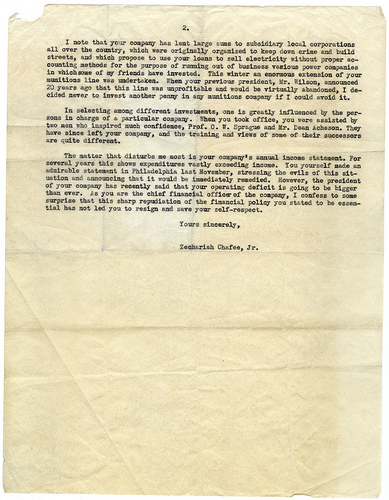 2.
I note that your company has lent large sums to subsidiary local corporations
all over the country, which were originally organized to keep down crime and build
streets, and which propose to use your loans to sell electricity without proper ac-
counting methods for the purpose of running out of business various power companies
in which some of my friends have invested. This winter an enormous extension of your
munitions line was undertaken. When your previous president, Mr. Wilson, announced
20 years ago that this line was unprofitable and would be virtually abandoned, I de-
cided never to invest another penny in any munitions company if I could avoid it.
In selecting among different investments, one is greatly influenced by the per-
sons in charge of a particular company. When you took office, you were assisted by
two men who inspired much confidence, Prof. O. W. Sprague and Mr. Dean Acheson. They
have since left your company, and the training and views of some of their successors
are quite different.
The matter that disturbs me most is your company's annual income statement. For
several years this shows expenditures vastly exceeding income. You yourself made an
admirable statement in Philadelphia last November, stressing the evils of this sit-
uation and announcing that it would be immediately remedied. However, the president
of your company has recently said that your operating deficit is going to be bigger
than ever. As you are the chief financial officer of the company, I confess to some
surprise that this sharp repudiation of the financial policy you stated to be essen-
tial has not led you to resign and save your self-respect.
Yours sincerely,
Zechariah Chafee, Jr.